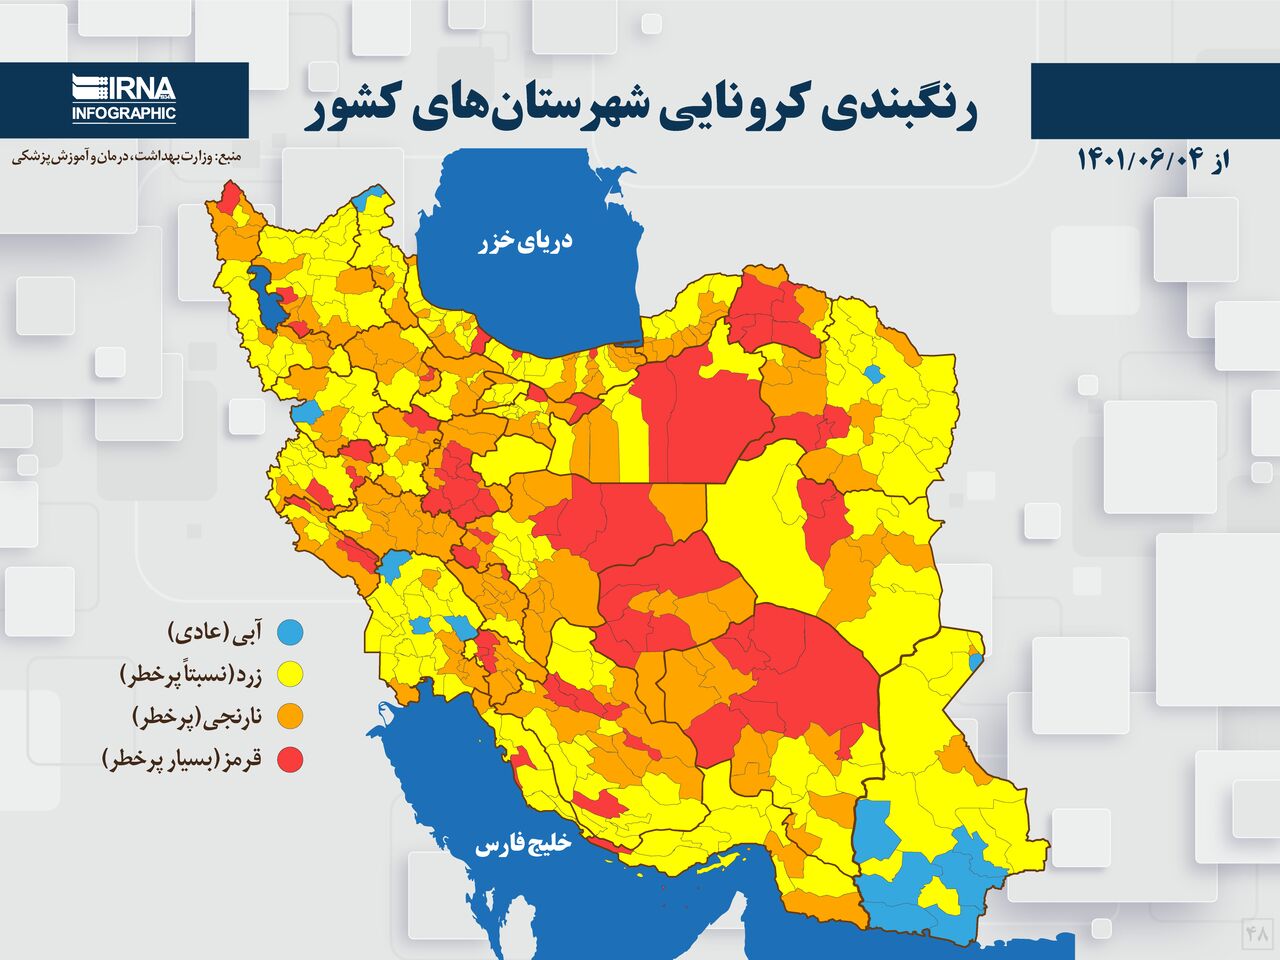 IRNA
INFOGRAPHIC
رنگبندی کرونایی شهرستان‌های کشور
منبع: وزارت بهداشت، درمان و آموزش پزشکی
از ۱۴۰۱/۰۶/۰۴
دریای خزر
آبی (عادی)
زرد (نسبتاً پرخطر)
نارنجی (پرخطر)
قرمز (بسیار پرخطر)
خلیج فارس
۴۸